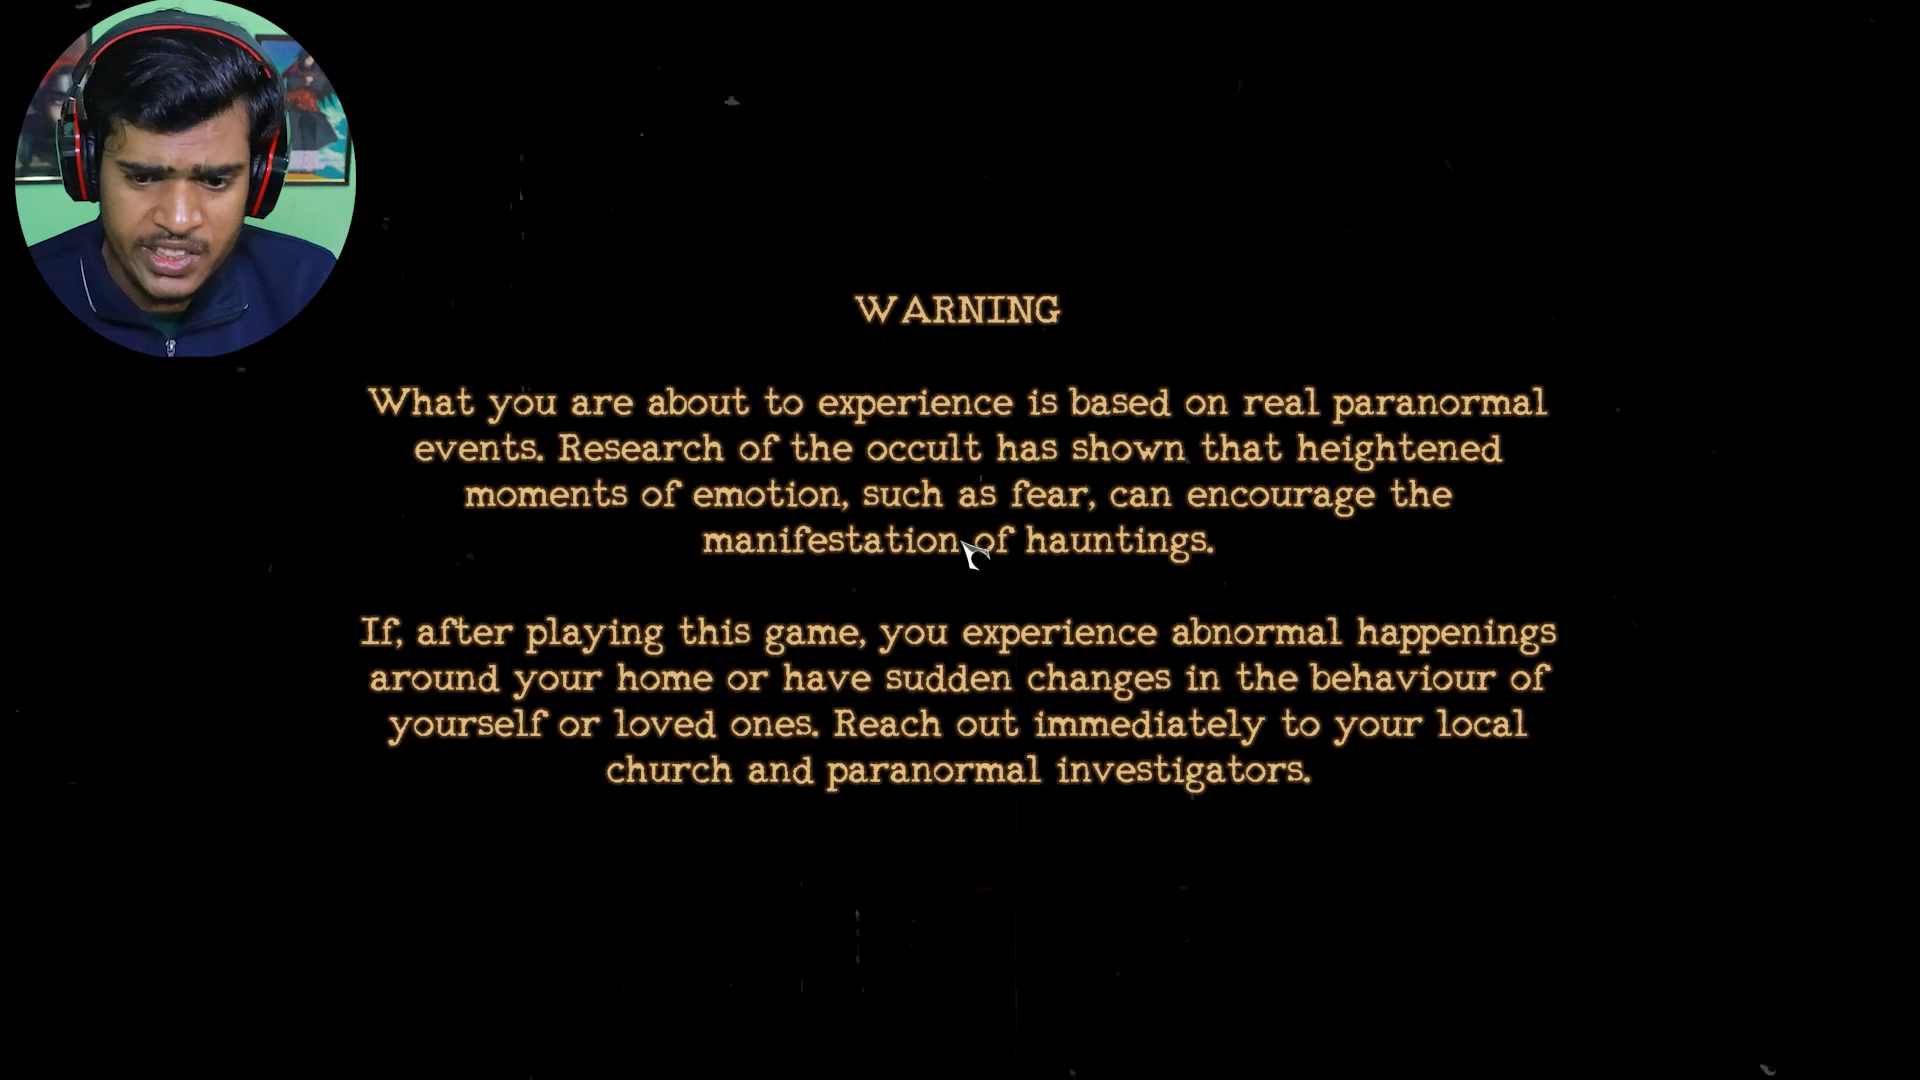 WARNING
What you are about to experience is based on real paranormal
events. Research of the occult has shown that heightened
moments of emotion, such as fear, can encourage the
manifestation of hauntings.
If, after playing this game, you experience abnormal happenings
around your home or have sudden changes in the behaviour of
yourself or loved ones. Reach out immediately to your local
church and paranormal investigators.